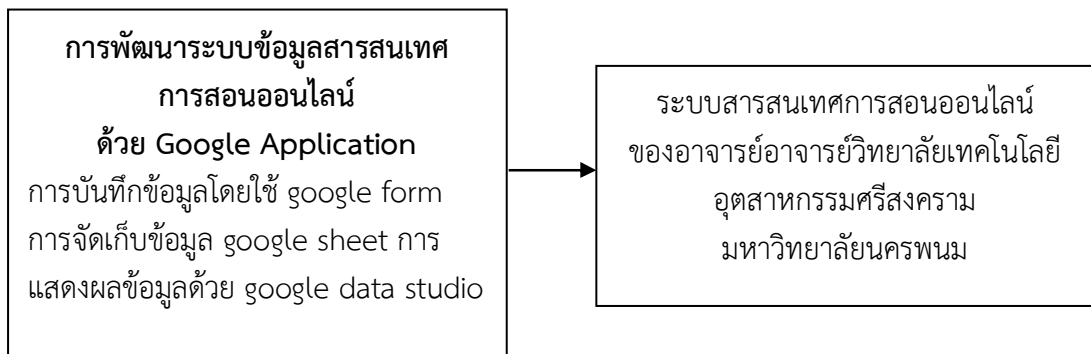 การพัฒนาระบบข้อมูลสารสนเทศ
การสอนออนไลน์
ด้วย Google Application
การบันทึกข้อมูลโดยใช้ google form
การจัดเก็บข้อมูล google sheet การ
แสดงผลข้อมูลด้วย google data studio
ระบบสารสนเทศการสอนออนไลน์
ของอาจารย์อาจารย์วิทยาลัยเทคโนโลยี
อุตสาหกรรมศรีสงคราม
มหาวิทยาลัยนครพนม